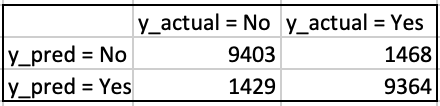 y_actual = No y_actual = Yes
y_pred = No 9403 1468
y_pred = Yes 1429 9364